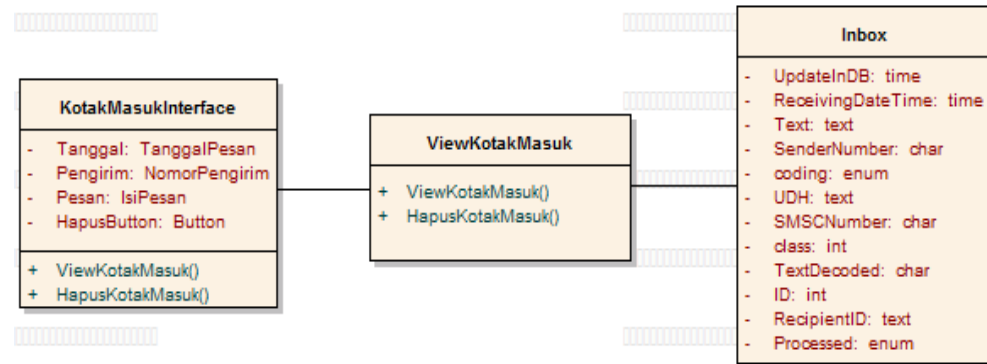 KotakMasukInterface
- Tanggal: TanggalPesan
- Pengirim: NomorPengirim
- Pesan: IsiPesan
- HapusButton: Button
+ ViewKotakMasuk()
+ HapusKotakMasuk()
ViewKotakMasuk
+ ViewKotakMasuk()
+ HapusKotakMasuk()
Inbox
- UpdateInDB: time
- ReceivingDateTime: time
- Text: text
- SenderNumber: char
- coding: enum
- UDH: text
- SMSCNumber: char
- class: int
- TextDecoded: char
- ID: int
- RecipientID: text
- Processed: enum